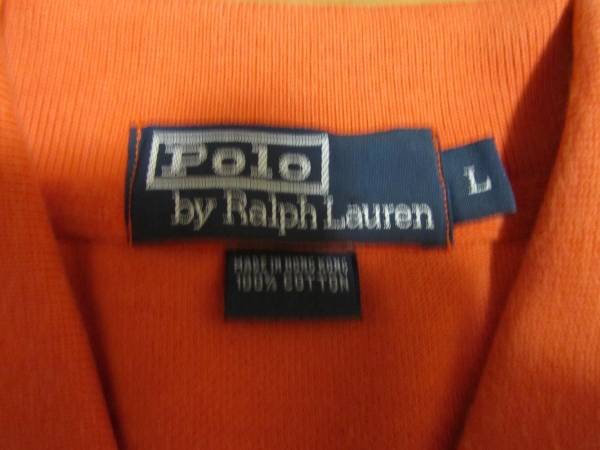 Polo
by Ralph Lauren
L
MADE IN HONG KONG
100% COTTON